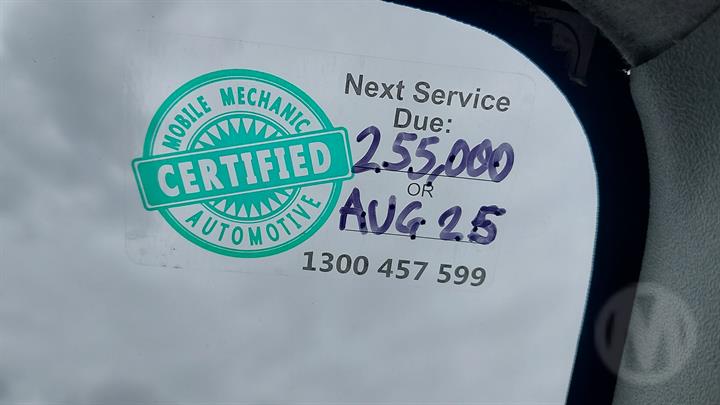 MOBILE MECHANIC
CERTIFIED
AUTOMOTIVE
Next Service
Due:
255,000
OR
AUG 25
1300 457 599
M